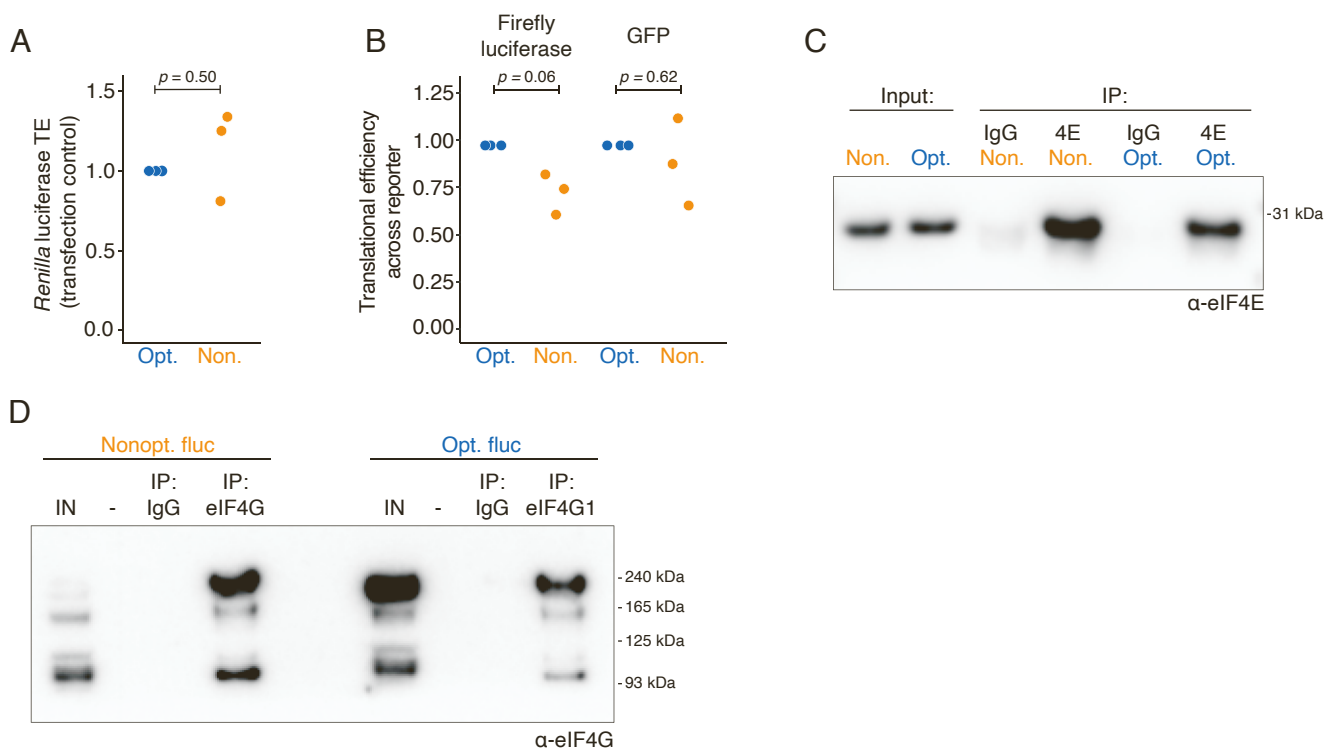 A
p = 0.50
1.5
1.0
0.5
0.0
Renilla luciferase TE
(transfection control)
Opt. Non.
B
Firefly
luciferase
GFP
p = 0.06
p = 0.62
1.25
1.00
0.75
0.50
0.25
0.00
Translational efficiency
across reporter
Opt. Non. Opt. Non.
C
Input: IP:
IgG 4E IgG 4E
Non. Opt. Non. Non. Opt. Opt.
-31 kDa
α-eIF4E
D
Nonopt. fluc Opt. fluc
IP: IP: IP: IP:
IN - IgG eIF4G IN - IgG eIF4G1
-240 kDa
-165 kDa
-125 kDa
-93 kDa
α-eIF4G